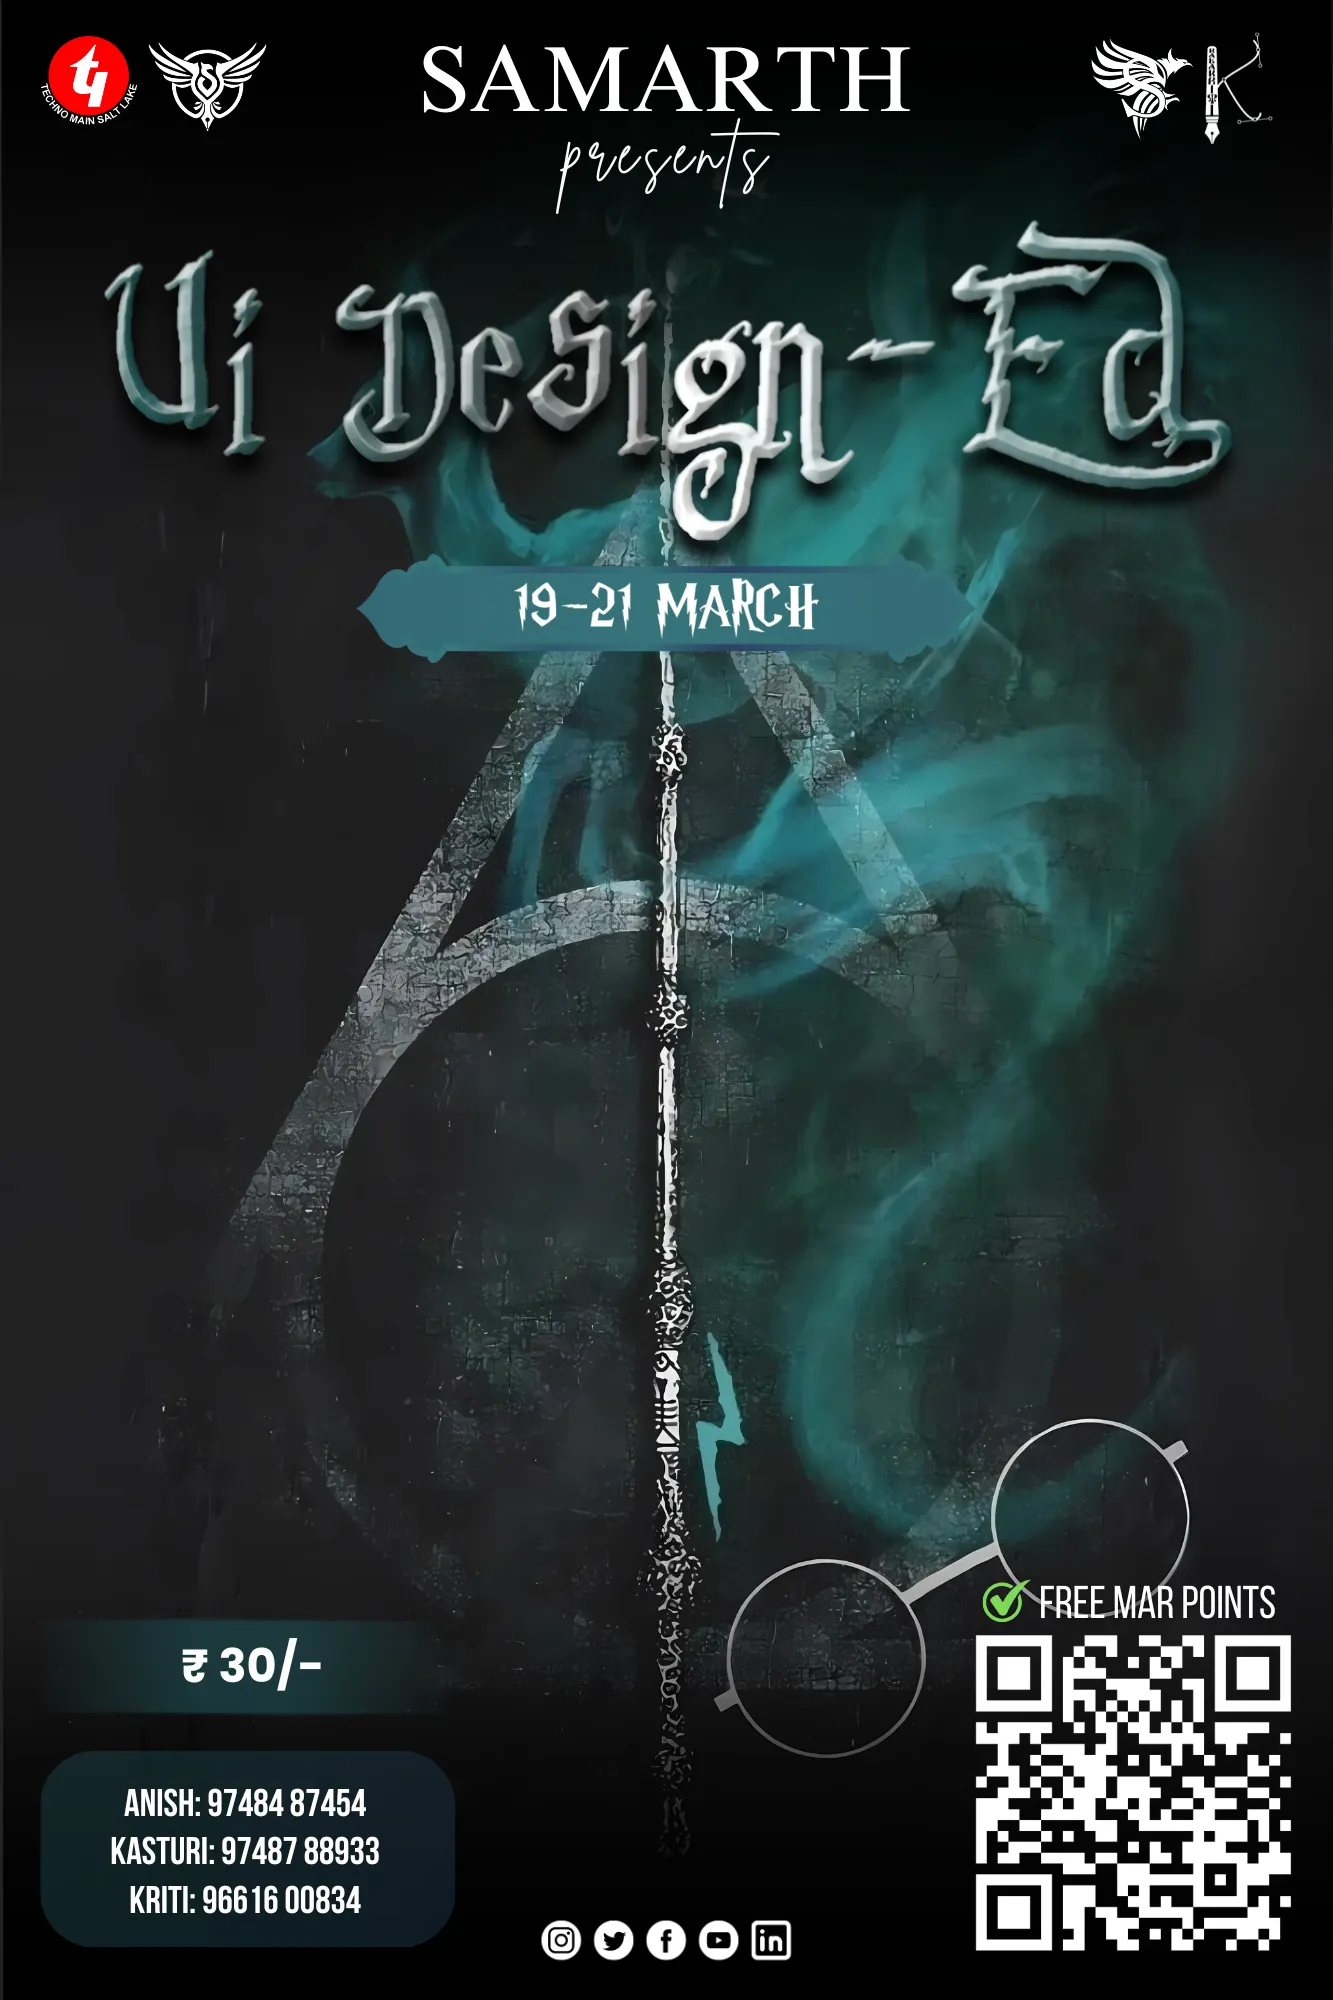 TECHNO MAIN SALT LAKE
SAMARTH
presents
Ui Design-Ed
19-21 MARCH
FREE MAR POINTS
₹ 30/-
ANISH: 97484 87454
KASTURI: 97487 88933
KRITI: 96616 00834